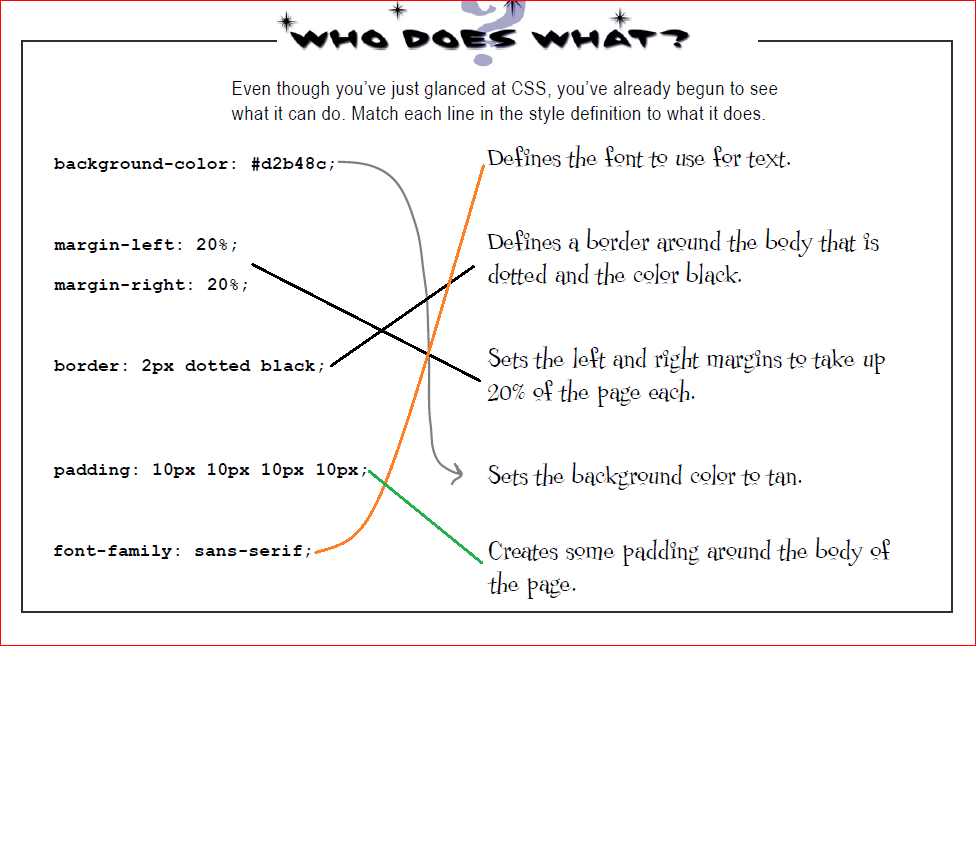 WHO DOES WHAT?
Even though you've just glanced at CSS, you've already begun to see
what it can do. Match each line in the style definition to what it does.
background-color: #d2b48c;
margin-left: 20%;
margin-right: 20%;
border: 2px dotted black;
padding: 10px 10px 10px 10px;
font-family: sans-serif;
Defines the font to use for text.
Defines a border around the body that is
dotted and the color black.
Sets the left and right margins to take up
20% of the page each.
Sets the background color to tan.
Creates some padding around the body of
the page.